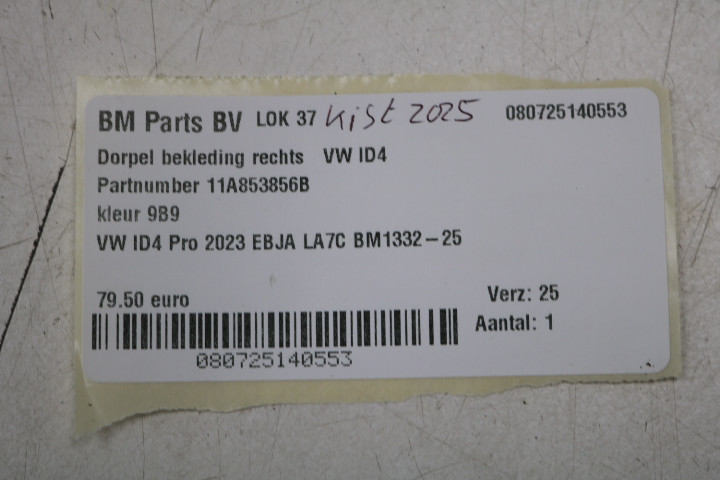 BM Parts BV LOK 37 Kist 2025 080725140553
Dorpel bekleding rechts VW ID4
Partnumber 11A853856B
kleur 9B9
VW ID4 Pro 2023 EBJA LA7C BM1332-25
79.50 euro Verz: 25
Aantal: 1
080725140553